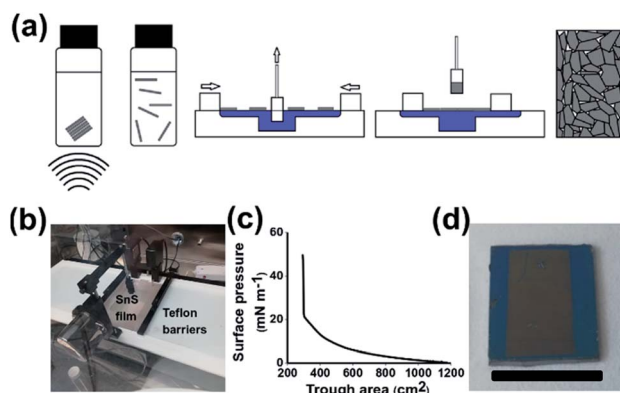 (a)
(b)
SnS
film
Teflon
barriers
(c)
Surface pressure
(mN m-1)
60
40
20
0
200 400 600 800 1000 1200
Trough area (cm2)
(d)